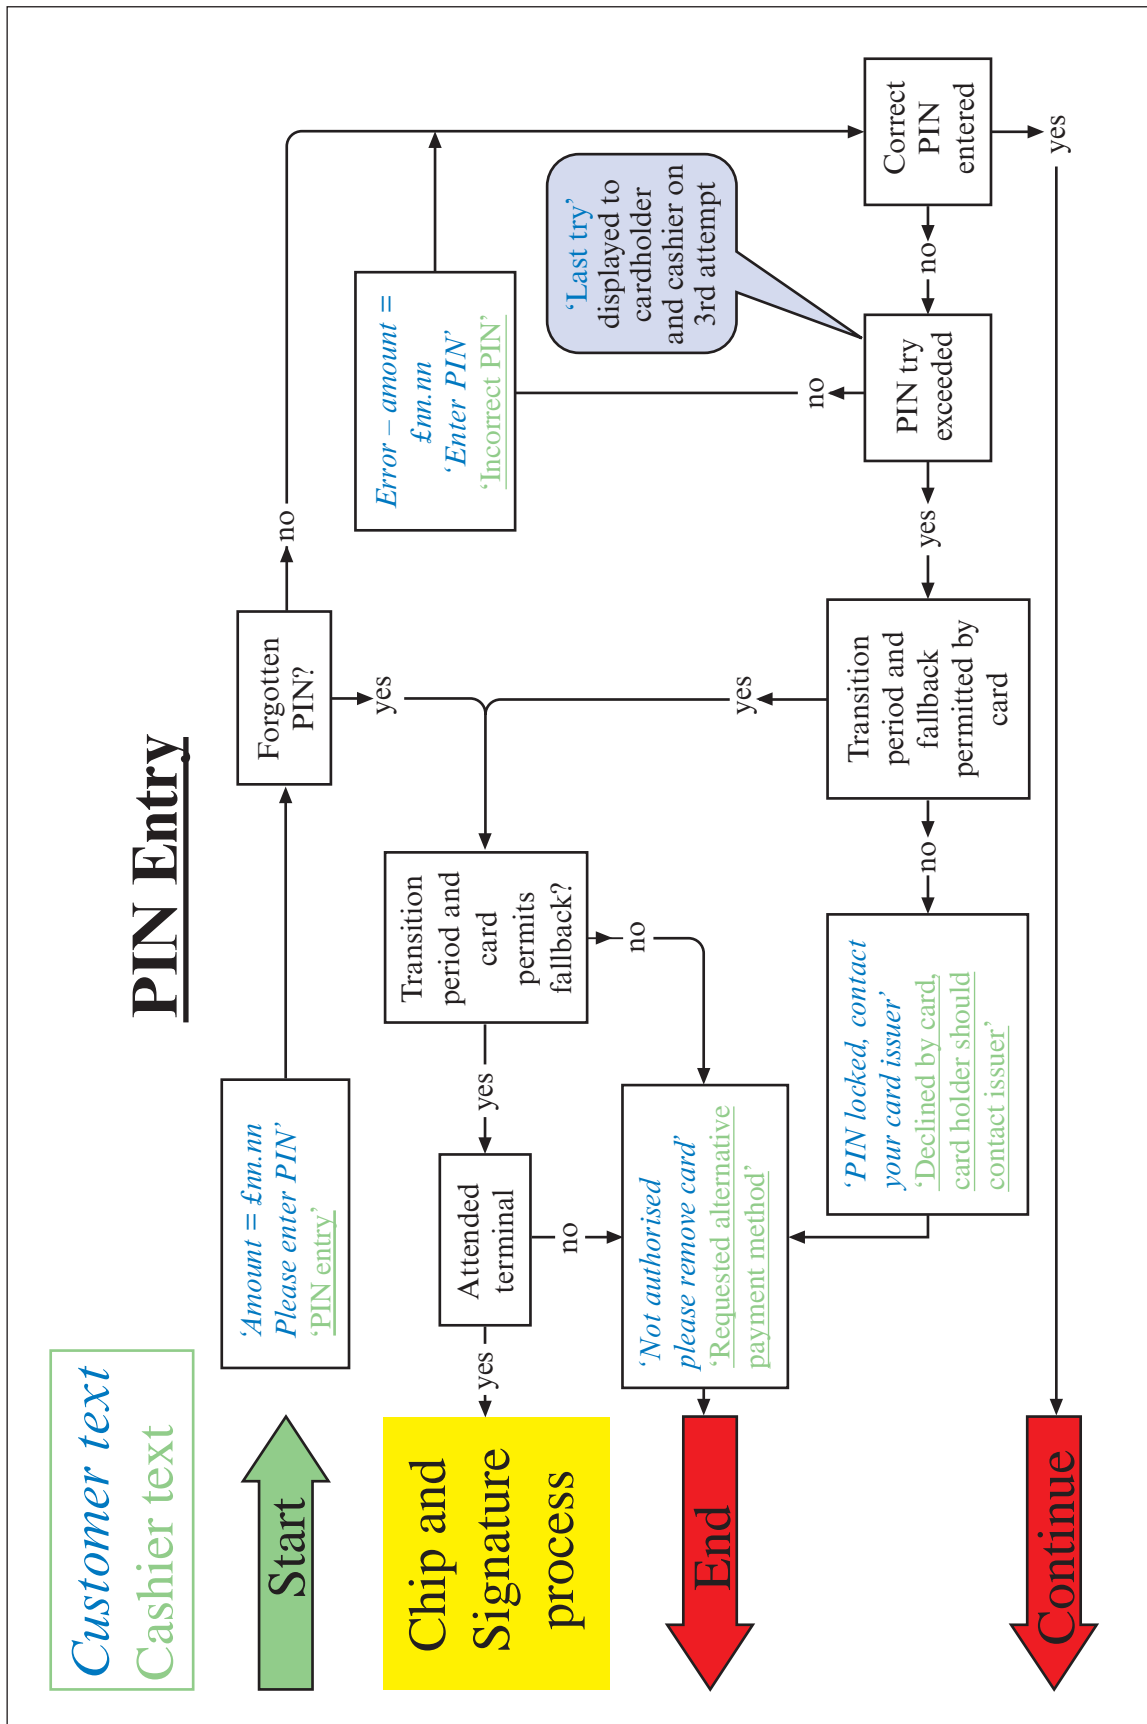 PIN Entry
Customer text
Cashier text
Start
‘Amount = £nn.nn
Please enter PIN’
‘PIN entry’
Forgotten
PIN?
no
yes
Error – amount =
£nn.nn
‘Enter PIN’
‘Incorrect PIN’
Chip and
Signature
process
yes
Attended
terminal
no
yes
Transition
period and
card
permits
fallback?
no
‘Last try’
displayed to
cardholder
and cashier on
3rd attempt
End
‘Not authorised
please remove card’
‘Requested alternative
payment method’
yes
no
‘PIN locked, contact
your card issuer’
‘Declined by card,
card holder should
contact issuer’
no
Transition
period and
fallback
permitted by
card
yes
PIN try
exceeded
no
Correct
PIN
entered
yes
Continue